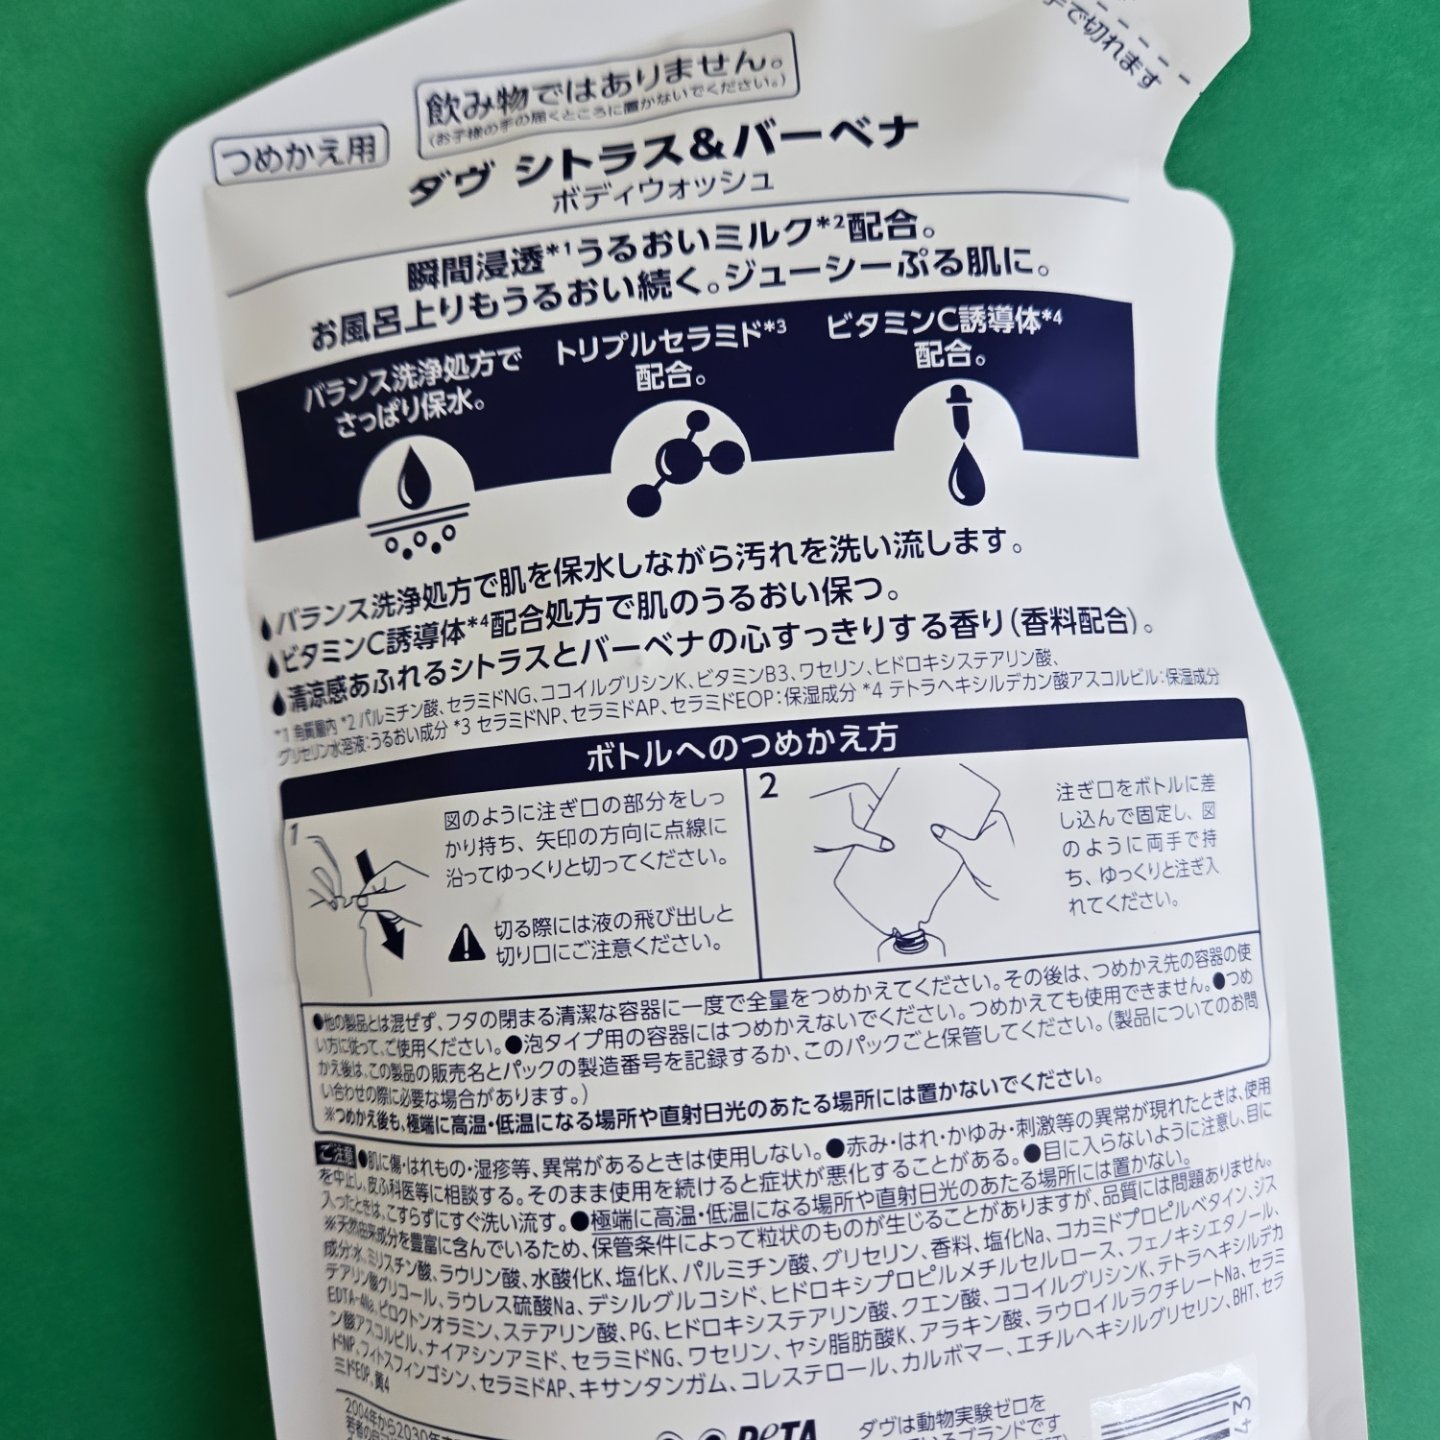 手で切れます
飲み物ではありません。
(お子様の手の届くところに置かないでください。)
つめかえ用
ダヴ シトラス&バーベナ
ボディウォッシュ
瞬間浸透*1うるおいミルク*2配合。
お風呂上りもうるおい続く。ジューシーぷる肌に。
バランス洗浄処方で
さっぱり保水。
トリプルセラミド*3
配合。
ビタミンC誘導体*4
配合。
バランス洗浄処方で肌を保水しながら汚れを洗い流します。
ビタミンC誘導体*4配合処方で肌のうるおい保つ。
清涼感あふれるシトラスとバーベナの心すっきりする香り(香料配合)。
*1 角質層内 *2 パルミチン酸、セラミドNG、ココイルグリシンK、ビタミンB3、ワセリン、ヒドロキシステアリン酸、
グリセリン水溶液:うるおい成分 *3 セラミドNP、セラミドAP、セラミドEOP:保湿成分 *4 テトラヘキシルデカン酸アスコルビル:保湿成分
ボトルへのつめかえ方
1
図のように注ぎ口の部分をしっ
かり持ち、矢印の方向に点線に
沿ってゆっくりと切ってください。
切る際には液の飛び出しと
切り口にご注意ください。
2
注ぎ口をボトルに差
し込んで固定し、図
のように両手で持
ち、ゆっくりと注ぎ入
れてください。
●他の製品とは混ぜず、フタの閉まる清潔な容器に一度で全量をつめかえてください。その後は、つめかえ先の容器の使
い方に従って、ご使用ください。●泡タイプ用の容器にはつめかえないでください。つめかえても使用できません。●つめ
かえ後は、この製品の販売名とパックの製造番号を記録するか、このパックごと保管してください。(製品についてのお問
い合わせの際に必要な場合があります。)
※つめかえ後も、極端に高温・低温になる場所や直射日光のあたる場所には置かないでください。
ご注意 ●肌に傷・はれもの・湿疹等、異常があるときは使用しない。●赤み・はれ・かゆみ・刺激等の異常が現れたときは、使用
を中止し、皮ふ科医等に相談する。そのまま使用を続けると症状が悪化することがある。●目に入らないように注意し、目に
入ったときは、こすらずにすぐ洗い流す。●極端に高温・低温になる場所や直射日光のあたる場所には置かない。
※天然由来成分を豊富に含んでいるため、保管条件によって粒状のものが生じることがありますが、品質には問題ありません。
成分:水、ミリスチン酸、ラウリン酸、水酸化K、塩化K、パルミチン酸、グリセリン、香料、塩化Na、コカミドプロピルベタイン、ジス
テアリン酸グリコール、ラウレス硫酸Na、デシルグルコシド、ヒドロキシプロピルメチルセルロース、フェノキシエタノール、
EDTA-4Na、ピロクトンオラミン、ステアリン酸、PG、ヒドロキシステアリン酸、クエン酸、ココイルグリシンK、テトラヘキシルデカ
ン酸アスコルビル、ナイアシンアミド、セラミドNG、ワセリン、ヤシ脂肪酸K、アラキン酸、ラウロイルラクチレートNa、セラミ
ドNP、フィトスフィンゴシン、セラミドAP、キサンタンガム、コレステロール、カルボマー、エチルヘキシルグリセリン、BHT、セラ
ミドEOP、黄4
2004年から2030年
PETA
ダヴは動物実験ゼロを
ブランドです
43